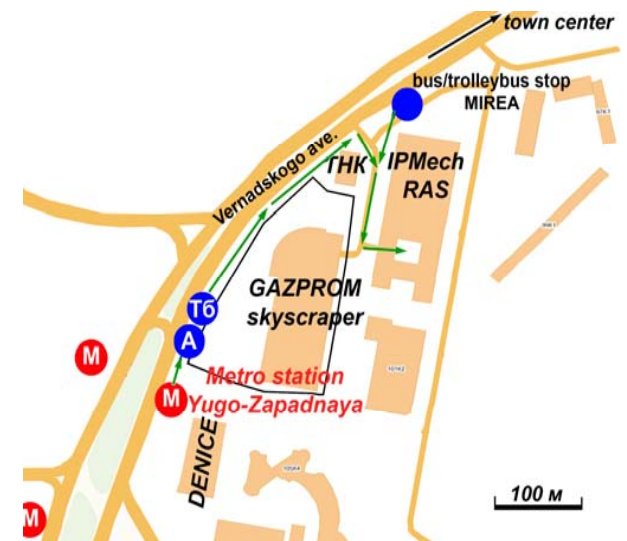 town center
bus/trolleybus stop
MIREA
Vernadskogo ave.
ТНК
IPMech
RAS
GAZPROM
skyscraper
Тб
А
М
М
Metro station
Yugo-Zapadnaya
DENICE
М
100 м